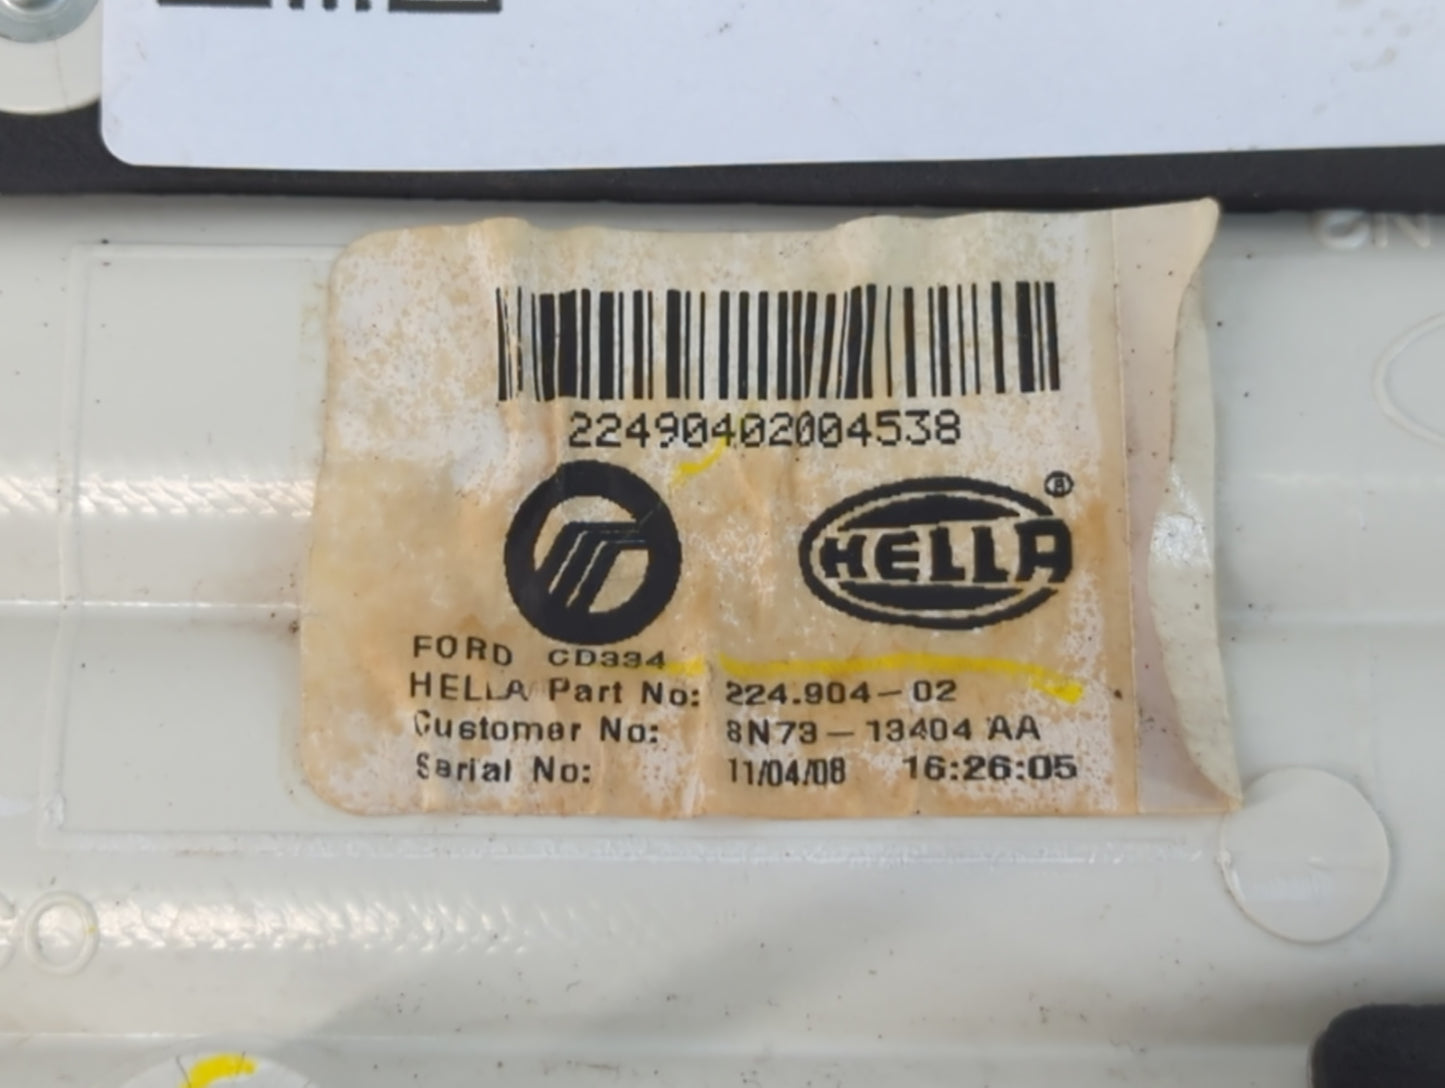 22490402004538
HELLA ®
FORD CD334
HELLA Part No: 224.904-02
Customer No: 8N73-13404 AA
Serial No: 11/04/08 16:26:05